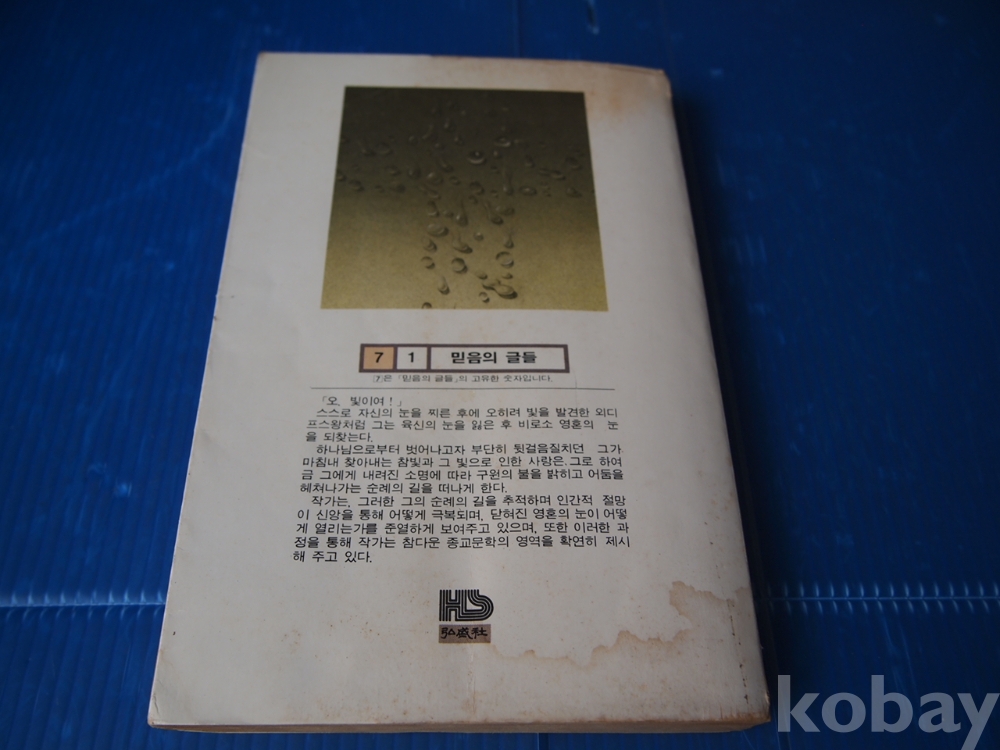 7 1 믿음의 글들
7은 「믿음의 글들」의 고유한 숫자입니다.
「오, 빛이여!」
스스로 자신의 눈을 찌른 후에 오히려 빛을 발견한 외디
프스왕처럼 그는 육신의 눈을 잃은 후 비로소 영혼의 눈
을 되찾는다.
하나님으로부터 벗어나고자 부단히 뒷걸음질치던 그가
마침내 찾아내는 참빛과 그 빛으로 인한 사랑은, 그로 하여
금 그에게 내려진 소명에 따라 구원의 불을 밝히고 어둠을
헤쳐나가는 순례의 길을 떠나게 한다.
작가는, 그러한 그의 순례의 길을 추적하며 인간적 절망
이 신앙을 통해 어떻게 극복되며, 닫혀진 영혼의 눈이 어떻
게 열리는가를 준열하게 보여주고 있으며, 또한 이러한 과
정을 통해 작가는 참다운 종교문학의 영역을 확연히 제시
해 주고 있다.
HS
弘盛社
kobay